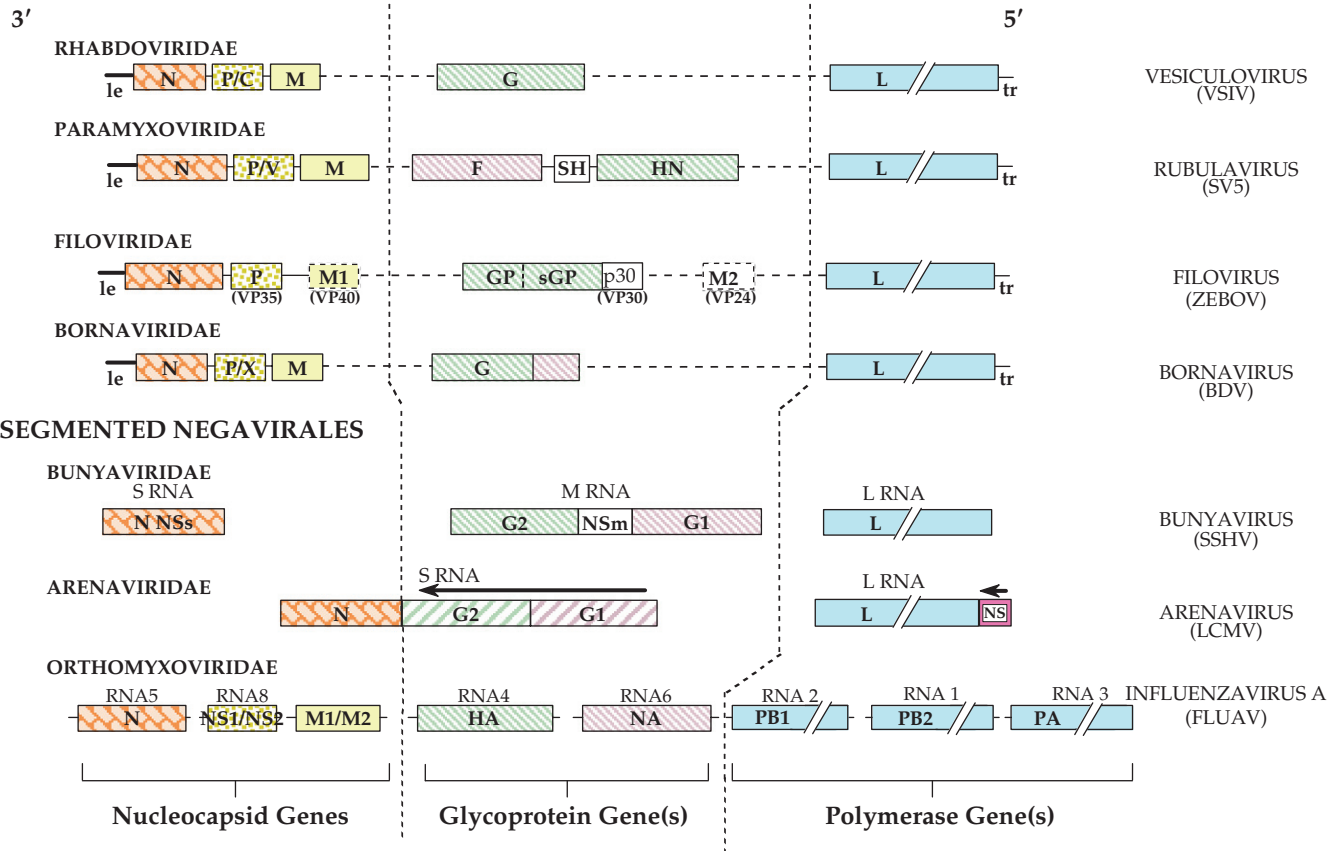 3′ 5′
RHABDOVIRIDAE
le N P/C M G L tr VESICULOVIRUS
(VSIV)
PARAMYXOVIRIDAE
le N P/V M F SH HN L tr RUBULAVIRUS
(SV5)
FILOVIRIDAE
le N P M1 GP sGP p30 M2 L tr FILOVIRUS
(VP35) (VP40) (VP30) (VP24) (ZEBOV)
BORNAVIRIDAE
le N P/X M G L tr BORNAVIRUS
(BDV)
SEGMENTED NEGAVIRALES
BUNYAVIRIDAE
S RNA M RNA L RNA
N NSs G2 NSm G1 L BUNYAVIRUS
(SSHV)
ARENAVIRIDAE
S RNA L RNA
N G2 G1 L NS ARENAVIRUS
(LCMV)
ORTHOMYXOVIRIDAE
RNA5 RNA8 RNA4 RNA6 RNA 2 RNA 1 RNA 3 INFLUENZAVIRUS A
N NS1/NS2 M1/M2 HA NA PB1 PB2 PA (FLUAV)
Nucleocapsid Genes Glycoprotein Gene(s) Polymerase Gene(s)